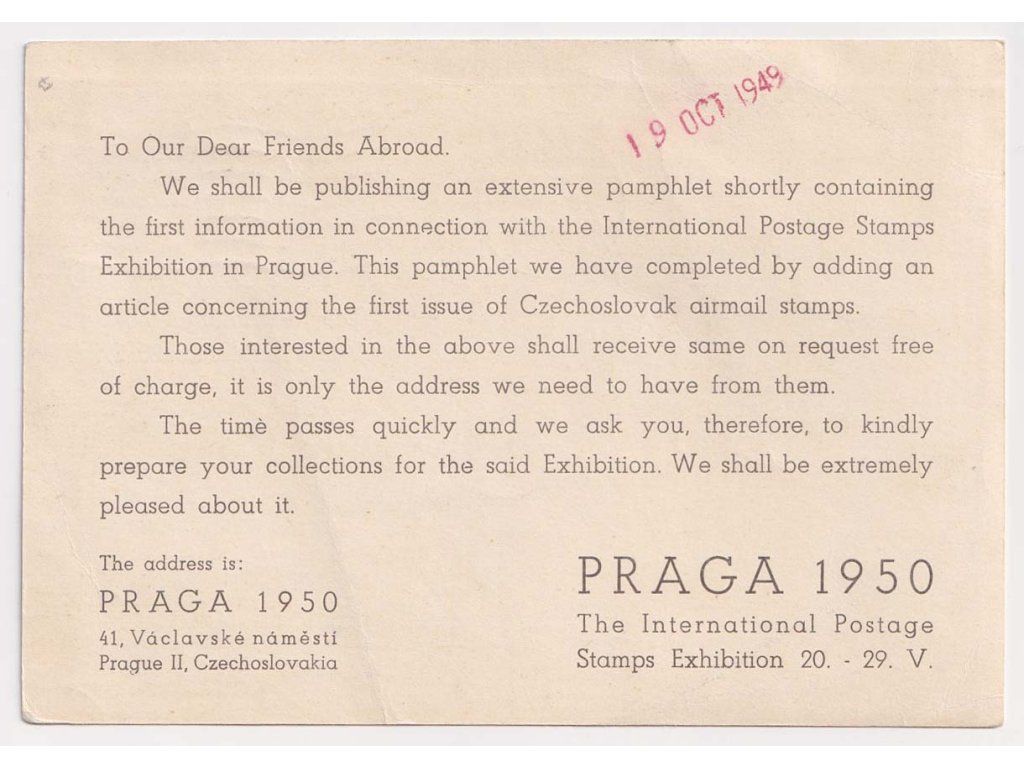 19 OCT 1949
To Our Dear Friends Abroad.
We shall be publishing an extensive pamphlet shortly containing
the first information in connection with the International Postage Stamps
Exhibition in Prague. This pamphlet we have completed by adding an
article concerning the first issue of Czechoslovak airmail stamps.
Those interested in the above shall receive same on request free
of charge, it is only the address we need to have from them.
The timè passes quickly and we ask you, therefore, to kindly
prepare your collections for the said Exhibition. We shall be extremely
pleased about it.
The address is:
PRAGA 1950
41, Václavské náměstí
Prague II, Czechoslovakia
PRAGA 1950
The International Postage
Stamps Exhibition 20. - 29. V.